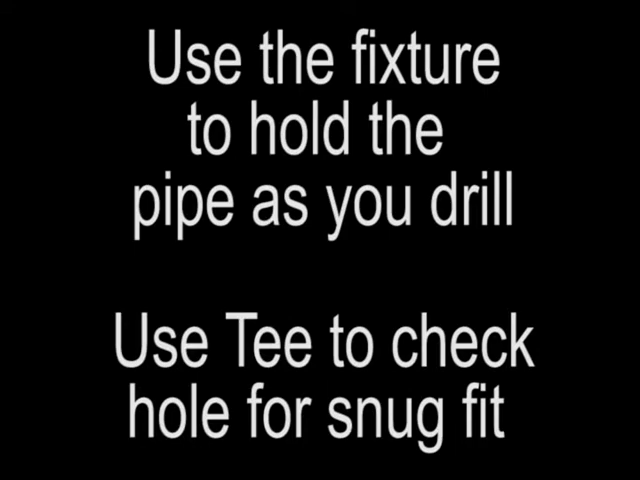 Use the fixture
to hold the
pipe as you drill
Use Tee to check
hole for snug fit